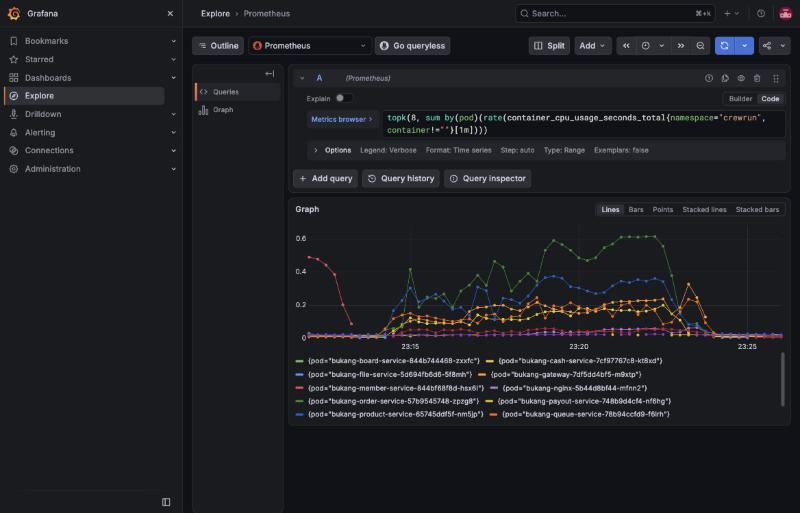 Grafana
Explore › Prometheus
Search...
⌘+k
Bookmarks
Starred
Dashboards
Explore
Drilldown
Alerting
Connections
Administration
Outline
Prometheus
Go queryless
Split
Add
Queries
Graph
A (Prometheus)
Explain
Builder Code
Metrics browser >
topk(8, sum by(pod)(rate(container_cpu_usage_seconds_total{namespace="crewrun",
container!=""}[1m])))
Options Legend: Verbose Format: Time series Step: auto Type: Range Exemplars: false
+ Add query
Query history
Query inspector
Graph
Lines Bars Points Stacked lines Stacked bars
0.6
0.4
0.2
0
23:15 23:20 23:25
{pod="bukang-board-service-844b744468-zxxfc"} {pod="bukang-cash-service-7cf97767c8-kt8xd"}
{pod="bukang-file-service-5d694fb6d6-5f8mh"} {pod="bukang-gateway-7df5dd4bf5-m9xtp"}
{pod="bukang-member-service-844bf68f8d-hsx6l"} {pod="bukang-nginx-5b44d8bf44-mfnn2"}
{pod="bukang-order-service-57b9545748-zpzg8"} {pod="bukang-payout-service-748b9d4cf4-nf6hg"}
{pod="bukang-product-service-65745ddf5f-nm5jp"} {pod="bukang-queue-service-78b94ccfd9-f6lrh"}